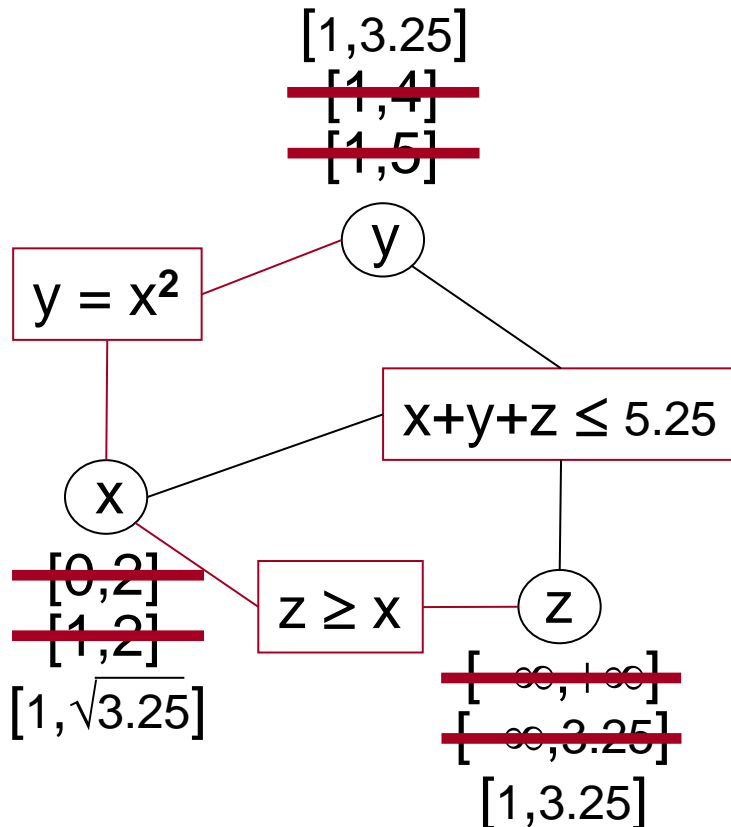 [1,3.25]
[1,4]
[1,5]
y
y = x²
x+y+z ≤ 5.25
x
[0,2]
[1,2]
[1,√3.25]
z ≥ x
z
[-∞,+∞]
[-∞,3.25]
[1,3.25]